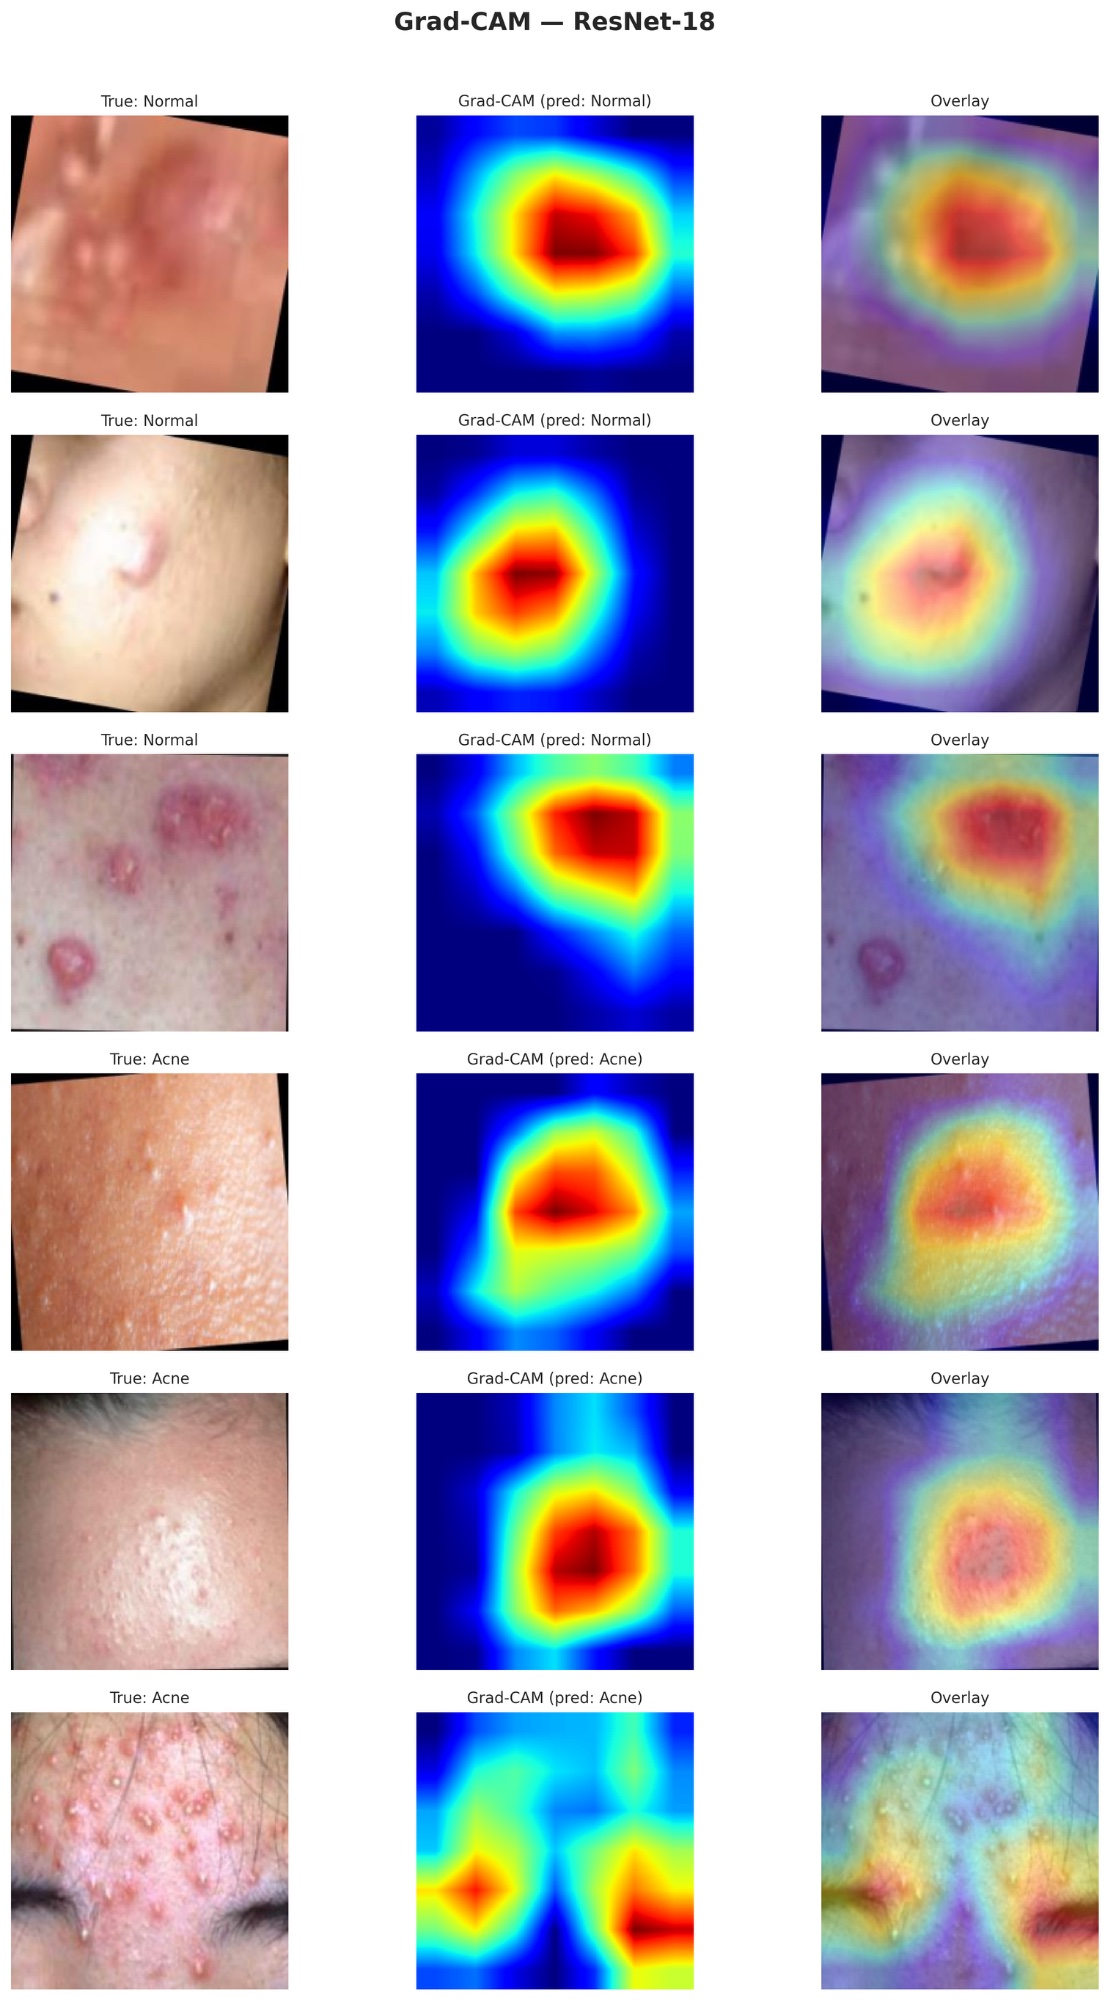 Grad-CAM — ResNet-18
True: Normal
Grad-CAM (pred: Normal)
Overlay
True: Normal
Grad-CAM (pred: Normal)
Overlay
True: Normal
Grad-CAM (pred: Normal)
Overlay
True: Acne
Grad-CAM (pred: Acne)
Overlay
True: Acne
Grad-CAM (pred: Acne)
Overlay
True: Acne
Grad-CAM (pred: Acne)
Overlay